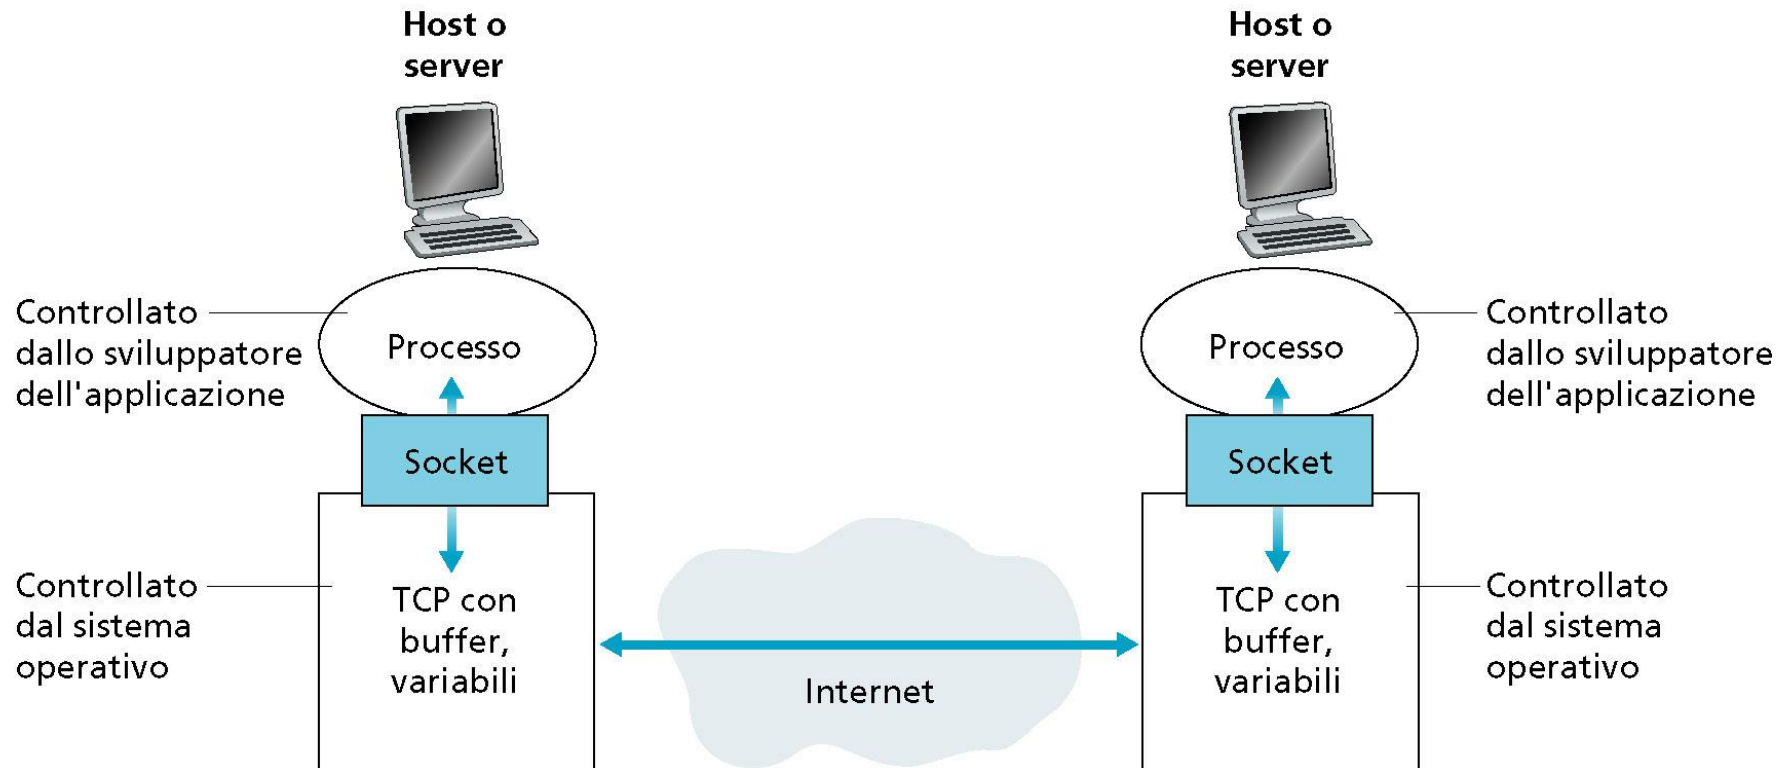 Host o
server
Host o
server
Controllato
dallo sviluppatore
dell'applicazione
Processo
Processo
Controllato
dallo sviluppatore
dell'applicazione
Socket
Socket
Controllato
dal sistema
operativo
TCP con
buffer,
variabili
Internet
TCP con
buffer,
variabili
Controllato
dal sistema
operativo